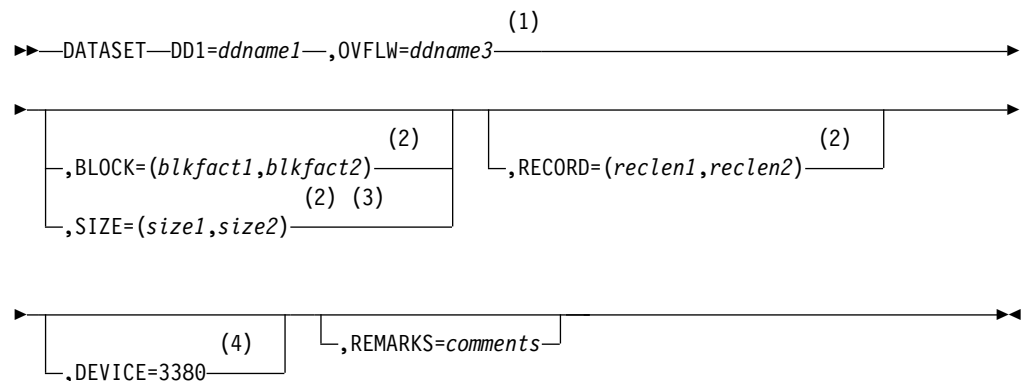 (1)
DATASET DD1=ddname1 ,OVFLW=ddname3
(2)
,BLOCK=(blkfact1,blkfact2)
(2) (3)
,SIZE=(size1,size2)
(2)
,RECORD=(reclen1,reclen2)
(4)
,DEVICE=3380
,REMARKS=comments